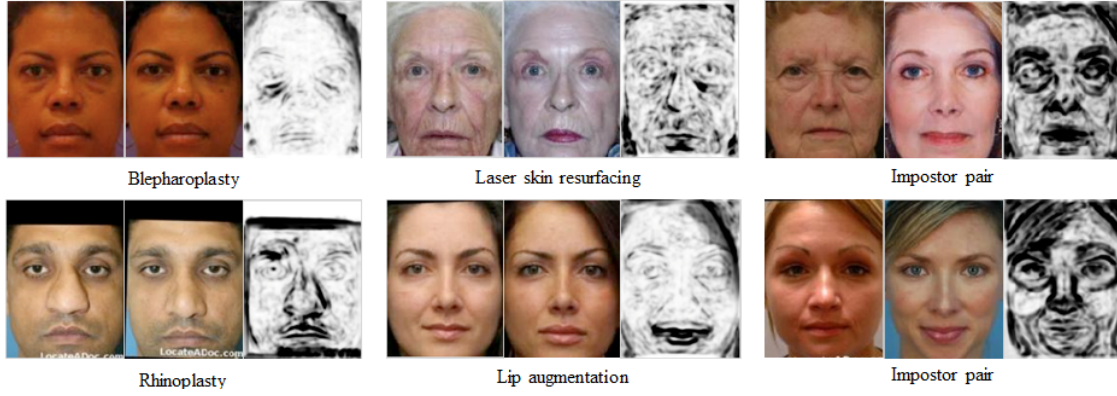 Blepharoplasty
Laser skin resurfacing
Impostor pair
LocateADoc.com
LocateADoc.com
Rhinoplasty
Lip augmentation
Impostor pair